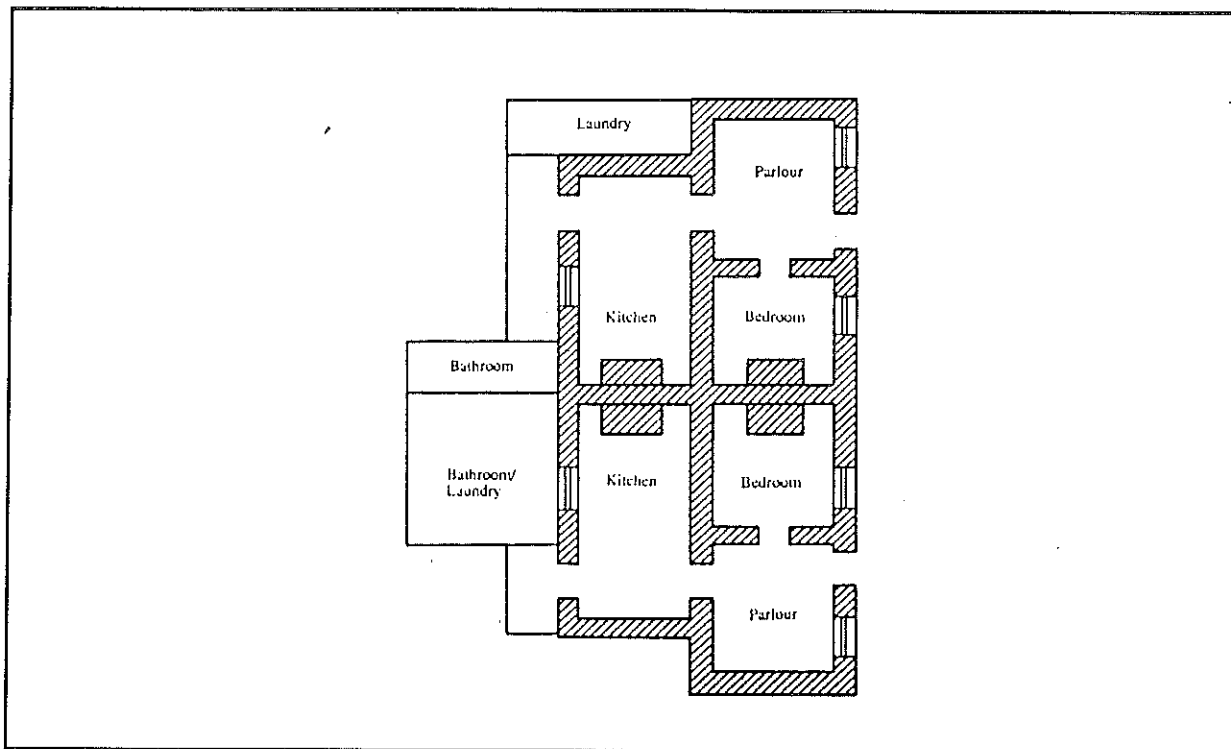 Laundry
Parlour
Kitchen
Bedroom
Bathroom
Bathroom/
Laundry
Kitchen
Bedroom
Parlour